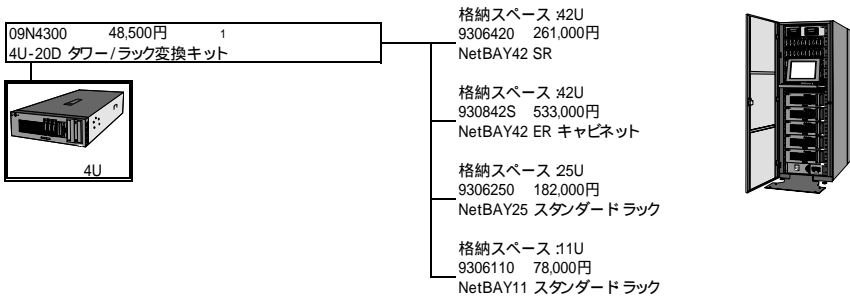 09N4300 48,500円 1
4U-20D タワー/ラック変換キット
4U
格納スペース:42U
9306420 261,000円
NetBAY42 SR
格納スペース:42U
930842S 533,000円
NetBAY42 ER キャビネット
格納スペース:25U
9306250 182,000円
NetBAY25 スタンダードラック
格納スペース:11U
9306110 78,000円
NetBAY11 スタンダードラック